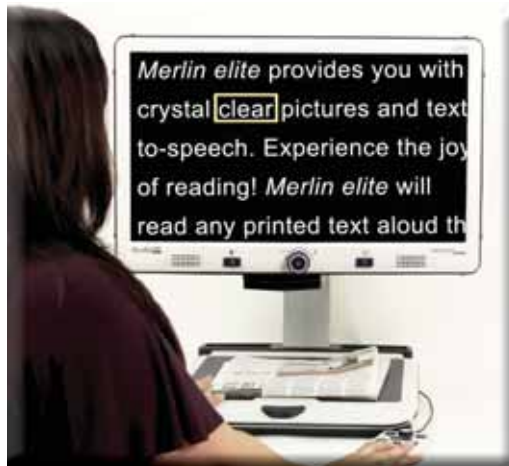 Merlin elite provides you with
crystal clear pictures and text
to-speech. Experience the joy
of reading! Merlin elite will
read any printed text aloud th